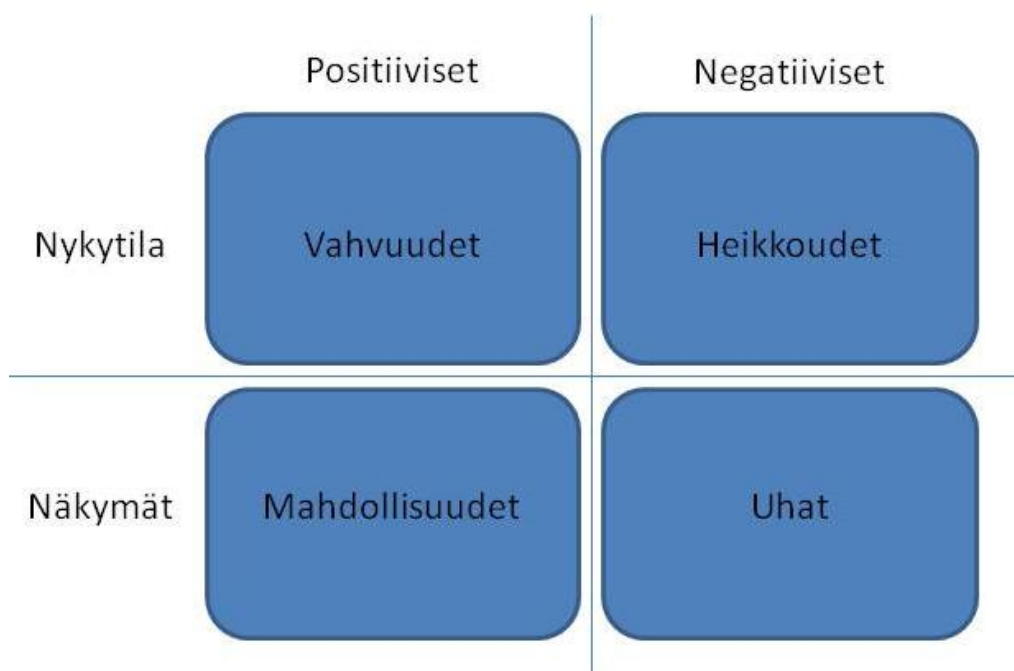 Positiiviset
Negatiiviset
Nykytila
Vahvuudet
Heikkoudet
Näkymät
Mahdollisuudet
Uhat